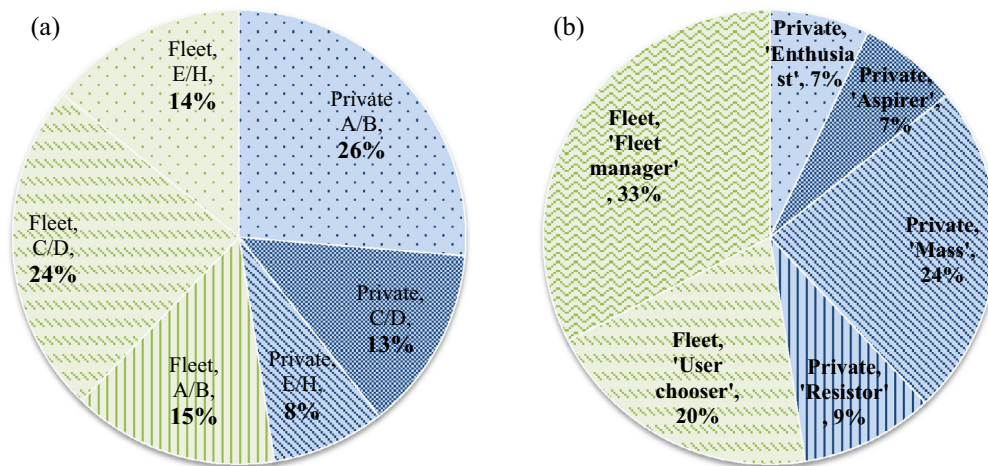 (a)
Fleet,
E/H,
14%
Private
A/B,
26%
Private,
C/D,
13%
Private,
E/H,
8%
Fleet,
A/B,
15%
Fleet,
C/D,
24%
(b)
Private,
'Enthusia
st', 7%
Private,
'Aspirer',
7%
Private,
'Mass',
24%
Private,
'Resistor'
, 9%
Fleet,
'User
chooser',
20%
Fleet,
'Fleet
manager'
, 33%